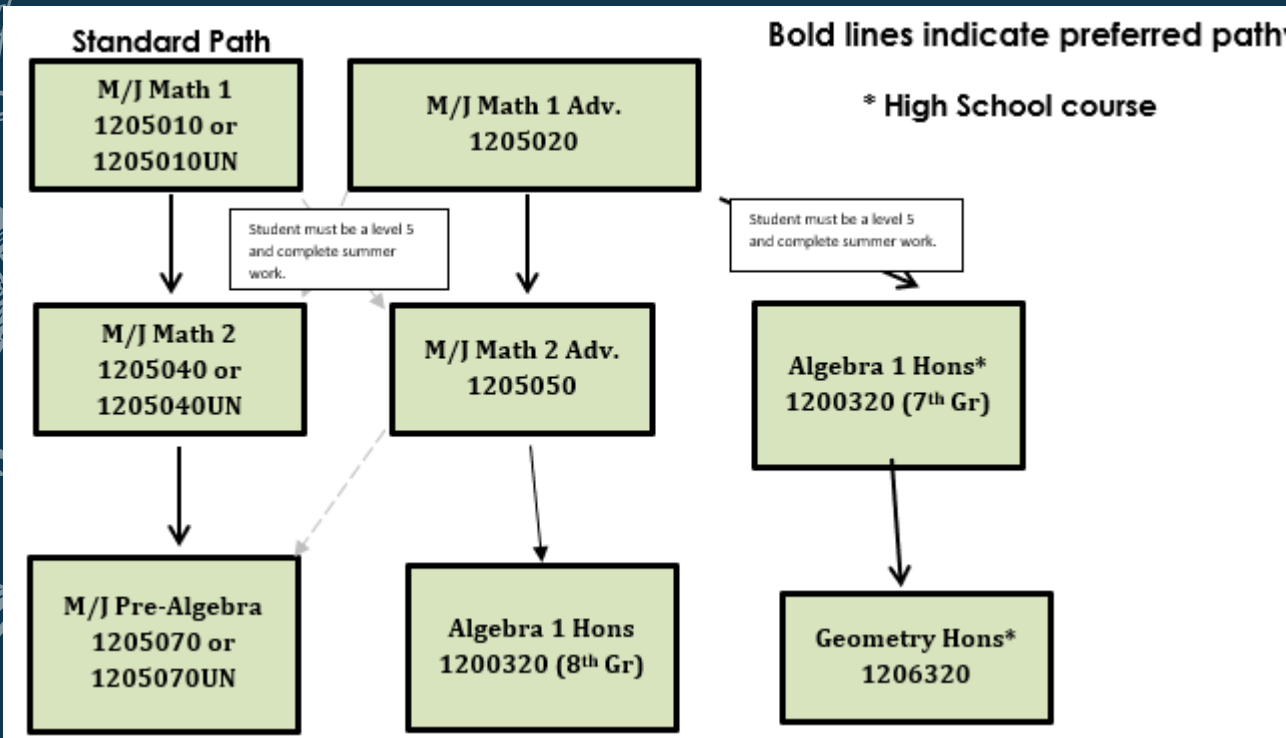 Standard Path
Bold lines indicate preferred path
* High School course
M/J Math 1
1205010 or
1205010UN
M/J Math 1 Adv.
1205020
Student must be a level 5
and complete summer
work.
Student must be a level 5
and complete summer work.
M/J Math 2
1205040 or
1205040UN
M/J Math 2 Adv.
1205050
Algebra 1 Hons*
1200320 (7th Gr)
M/J Pre-Algebra
1205070 or
1205070UN
Algebra 1 Hons
1200320 (8th Gr)
Geometry Hons*
1206320